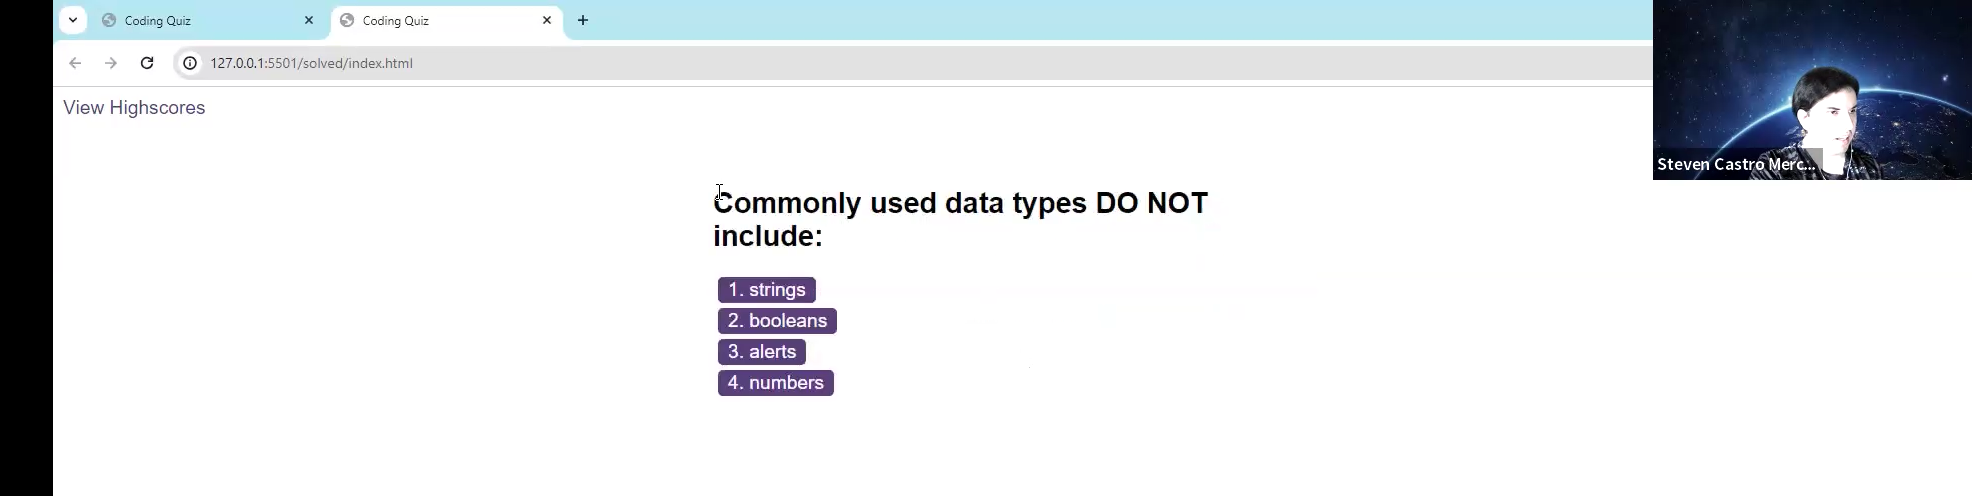 Coding Quiz
Coding Quiz
127.0.0.1:5501/solved/index.html
View Highscores
Steven Castro Merc...
Commonly used data types DO NOT
include:
1. strings
2. booleans
3. alerts
4. numbers